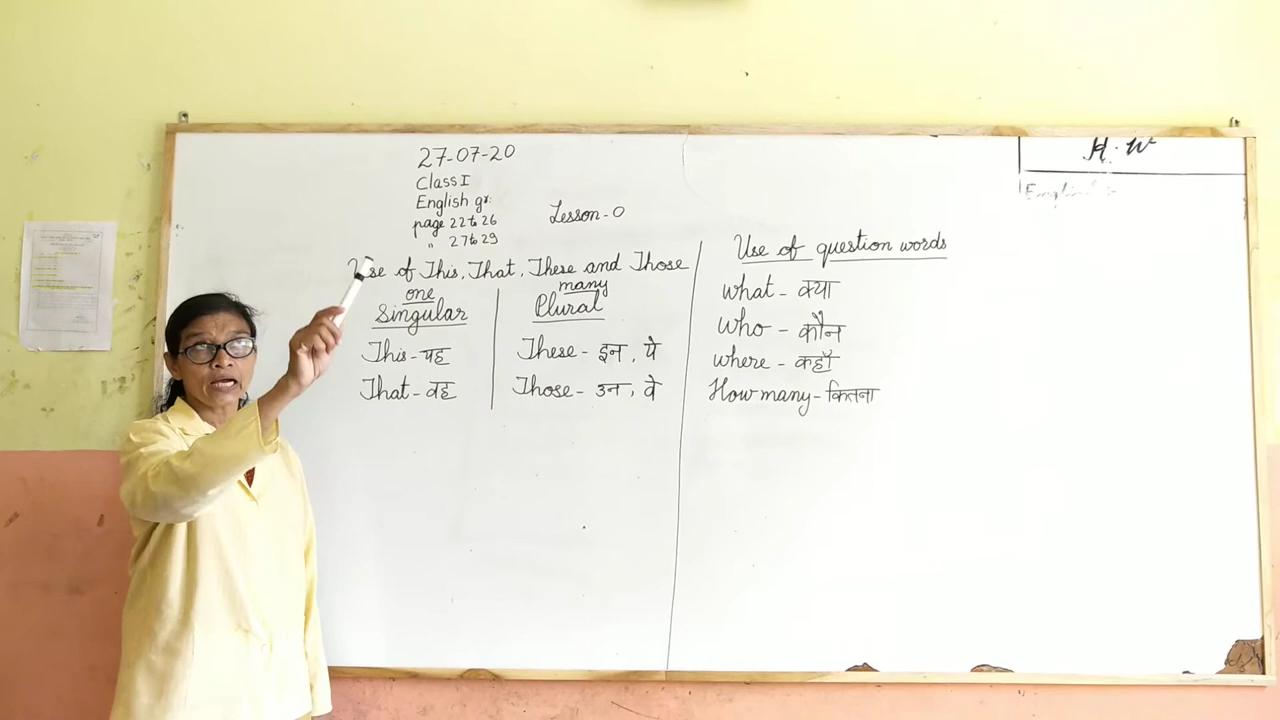 27-07-20
Class I
English gr:
page 22 to 26
" 27 to 29
Lesson-0
Use of This, That, These and Those
one
Singular
This - यह
That - वह
many
Plural
These - इन, ये
Those - उन, वे
Use of question words
what - क्या
Who - कौन
where - कहाँ
How many - कितना
H.W
English